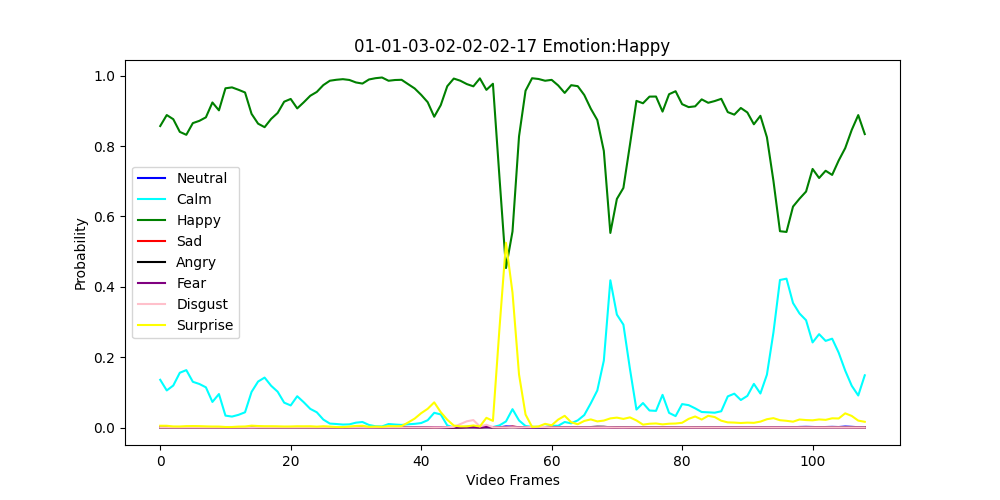 01-01-03-02-02-02-17 Emotion:Happy
1.0
0.8
0.6
0.4
0.2
0.0
Probability
Neutral
Calm
Happy
Sad
Angry
Fear
Disgust
Surprise
0 20 40 60 80 100
Video Frames